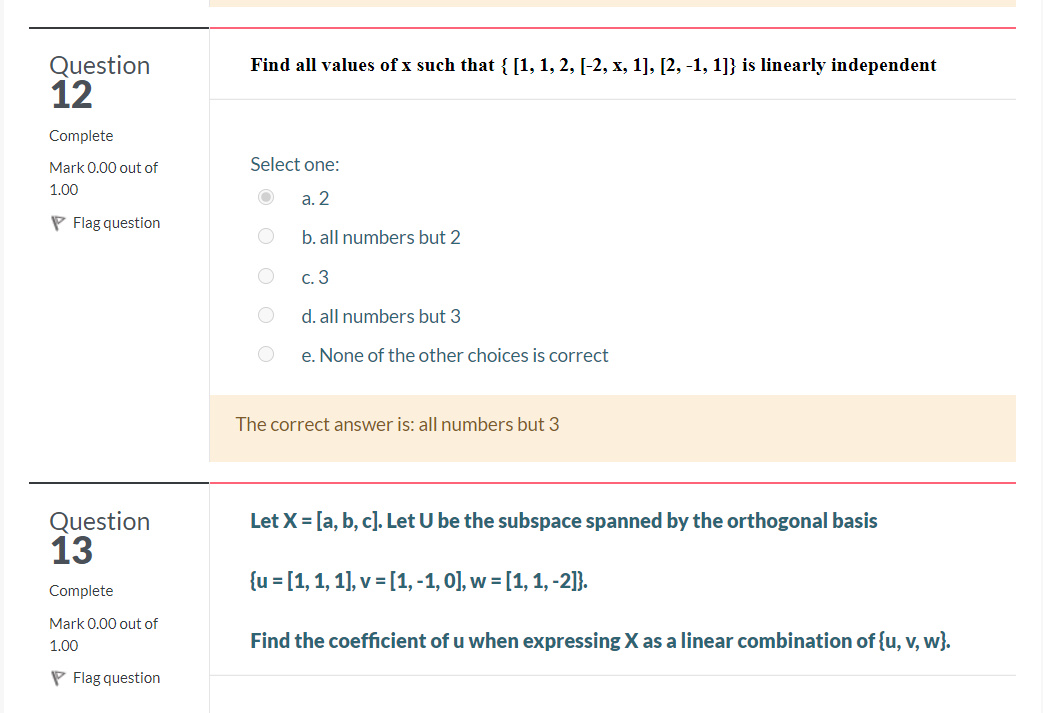 Question
12
Complete
Mark 0.00 out of
1.00
Flag question
Find all values of x such that { [1, 1, 2, [-2, x, 1], [2, -1, 1]} is linearly independent
Select one:
a. 2
b. all numbers but 2
c. 3
d. all numbers but 3
e. None of the other choices is correct
The correct answer is: all numbers but 3
Question
13
Complete
Mark 0.00 out of
1.00
Flag question
Let X = [a, b, c]. Let U be the subspace spanned by the orthogonal basis
{u = [1, 1, 1], v = [1, -1, 0], w = [1, 1, -2]}.
Find the coefficient of u when expressing X as a linear combination of {u, v, w}.